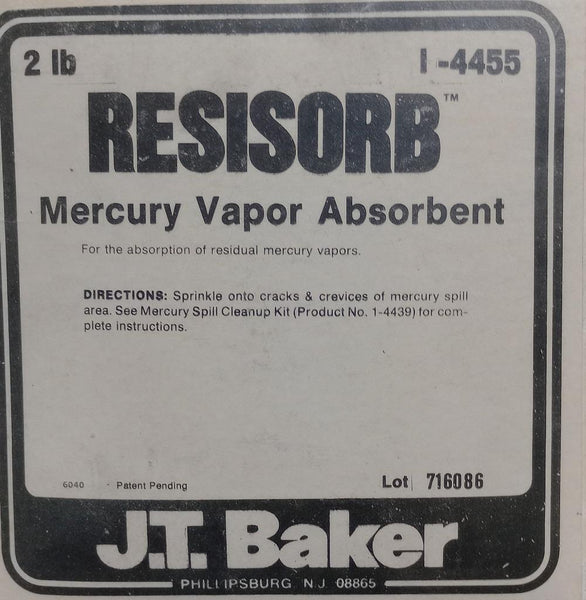 2 lb 1-4455
RESISORB™
Mercury Vapor Absorbent
For the absorption of residual mercury vapors.
DIRECTIONS: Sprinkle onto cracks & crevices of mercury spill
area. See Mercury Spill Cleanup Kit (Product No. 1-4439) for com-
plete instructions.
6040 - Patent Pending Lot 716086
J.T. Baker
PHILLIPSBURG N J 08865